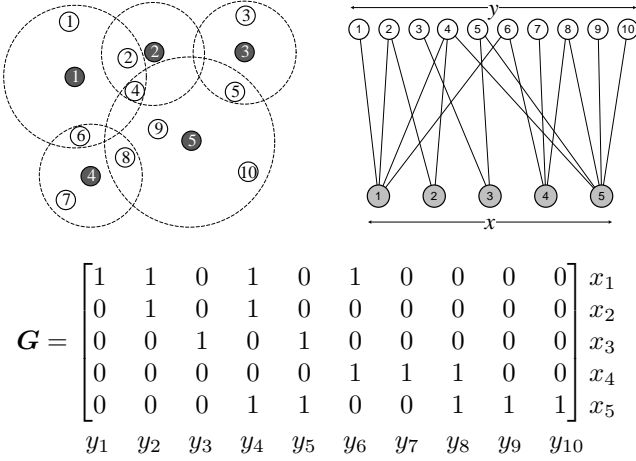 y
1 2 3 4 5 6 7 8 9 10
1 2 3 4 5
x
1
2
2
3
3
1
4
5
6
9
5
8
4
10
7
G =
1 1 0 1 0 1 0 0 0 0 x1
0 1 0 1 0 0 0 0 0 0 x2
0 0 1 0 1 0 0 0 0 0 x3
0 0 0 0 0 1 1 1 0 0 x4
0 0 0 1 1 0 0 1 1 1 x5
y1 y2 y3 y4 y5 y6 y7 y8 y9 y10